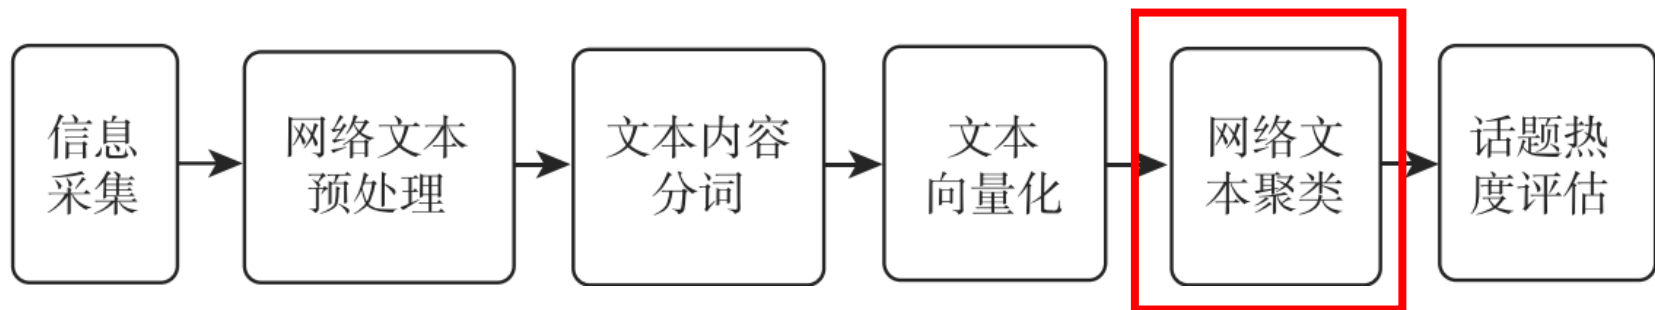 信息
采集
网络文本
预处理
文本内容
分词
文本
向量化
网络文
本聚类
话题热
度评估